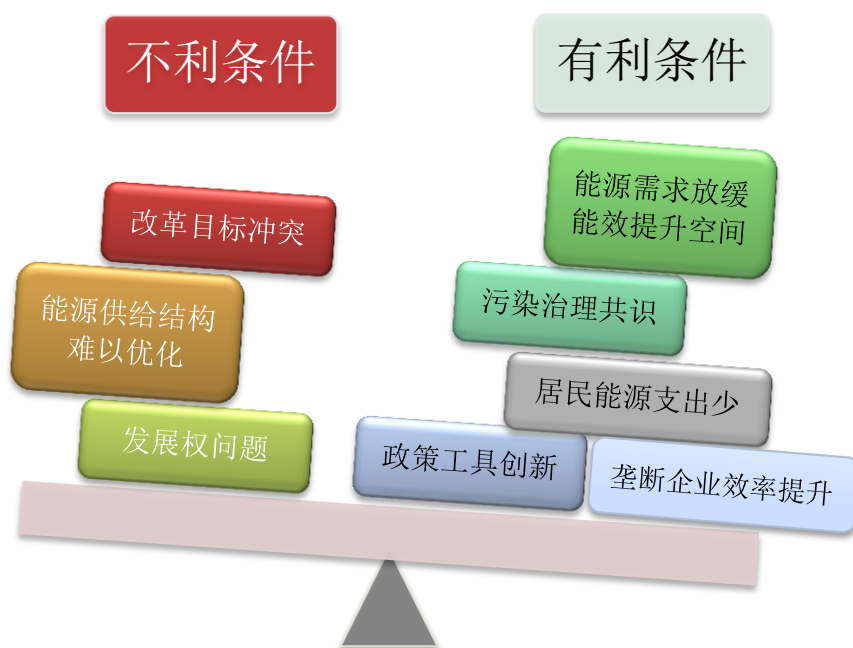 不利条件
有利条件
改革目标冲突
能源供给结构
难以优化
发展权问题
能源需求放缓
能效提升空间
污染治理共识
居民能源支出少
政策工具创新
垄断企业效率提升